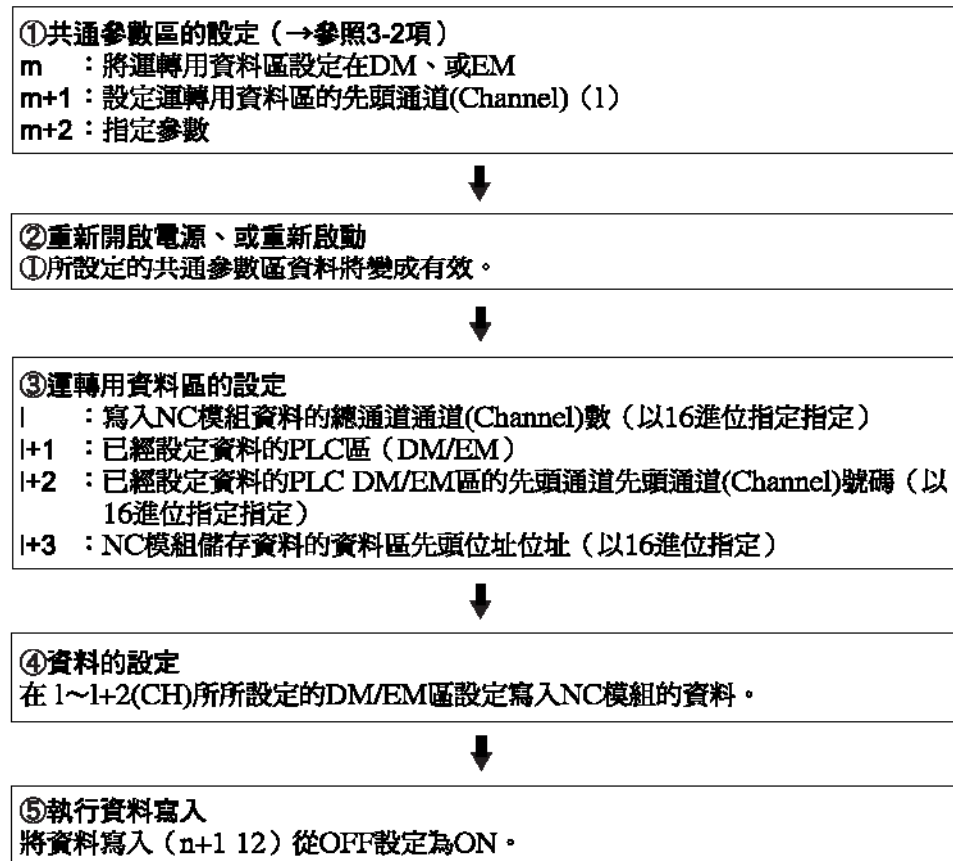 ①共通參數區的設定（→參照3-2項）
m ：將運轉用資料區設定在DM、或EM
m+1：設定運轉用資料區的先頭通道(Channel)（1）
m+2：指定參數
②重新開啟電源、或重新啟動
①所設定的共通參數區資料將變成有效。
③運轉用資料區的設定
l ：寫入NC模組資料的總通道通道(Channel)數（以16進位指定指定）
l+1 ：已經設定資料的PLC區（DM/EM）
l+2 ：已經設定資料的PLC DM/EM區的先頭通道先頭通道(Channel)號碼（以
16進位指定指定）
l+3 ：NC模組儲存資料的資料區先頭位址位址（以16進位指定）
④資料的設定
在 1～1+2(CH)所所設定的DM/EM區設定寫入NC模組的資料。
⑤執行資料寫入
將資料寫入（n+1 12）從OFF設定為ON。